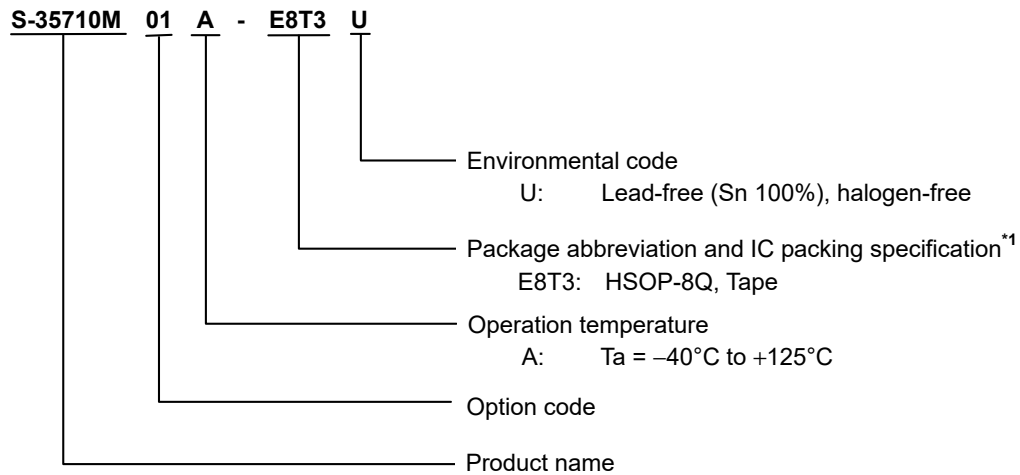 S-35710M 01 A - E8T3 U
Environmental code
U: Lead-free (Sn 100%), halogen-free
Package abbreviation and IC packing specification*1
E8T3: HSOP-8Q, Tape
Operation temperature
A: Ta = −40°C to +125°C
Option code
Product name